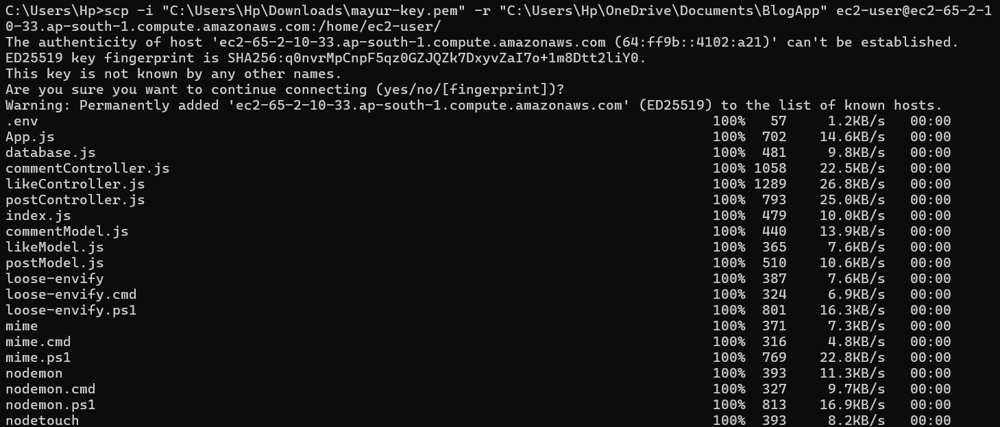 C:\Users\Hp>scp -i "C:\Users\Hp\Downloads\mayur-key.pem" -r "C:\Users\Hp\OneDrive\Documents\BlogApp" ec2-user@ec2-65-2-1
0-33.ap-south-1.compute.amazonaws.com:/home/ec2-user/
The authenticity of host 'ec2-65-2-10-33.ap-south-1.compute.amazonaws.com (64:ff9b::4102:a21)' can't be established.
ED25519 key fingerprint is SHA256:q0nvrMpCnpF5qz0GZJQZk7DxyvZaI7o+1m8Dtt2liY0.
This key is not known by any other names.
Are you sure you want to continue connecting (yes/no/[fingerprint])?
Warning: Permanently added 'ec2-65-2-10-33.ap-south-1.compute.amazonaws.com' (ED25519) to the list of known hosts.
.env 100% 57 1.2KB/s 00:00
App.js 100% 702 14.6KB/s 00:00
database.js 100% 481 9.8KB/s 00:00
commentController.js 100% 1058 22.5KB/s 00:00
likeController.js 100% 1289 26.8KB/s 00:00
postController.js 100% 793 25.0KB/s 00:00
index.js 100% 479 10.0KB/s 00:00
commentModel.js 100% 440 13.9KB/s 00:00
likeModel.js 100% 365 7.6KB/s 00:00
postModel.js 100% 510 10.6KB/s 00:00
loose-envify 100% 387 7.6KB/s 00:00
loose-envify.cmd 100% 324 6.9KB/s 00:00
loose-envify.ps1 100% 801 16.3KB/s 00:00
mime 100% 371 7.3KB/s 00:00
mime.cmd 100% 316 4.8KB/s 00:00
mime.ps1 100% 769 22.8KB/s 00:00
nodemon 100% 393 11.3KB/s 00:00
nodemon.cmd 100% 327 9.7KB/s 00:00
nodemon.ps1 100% 813 16.9KB/s 00:00
nodetouch 100% 393 8.2KB/s 00:00